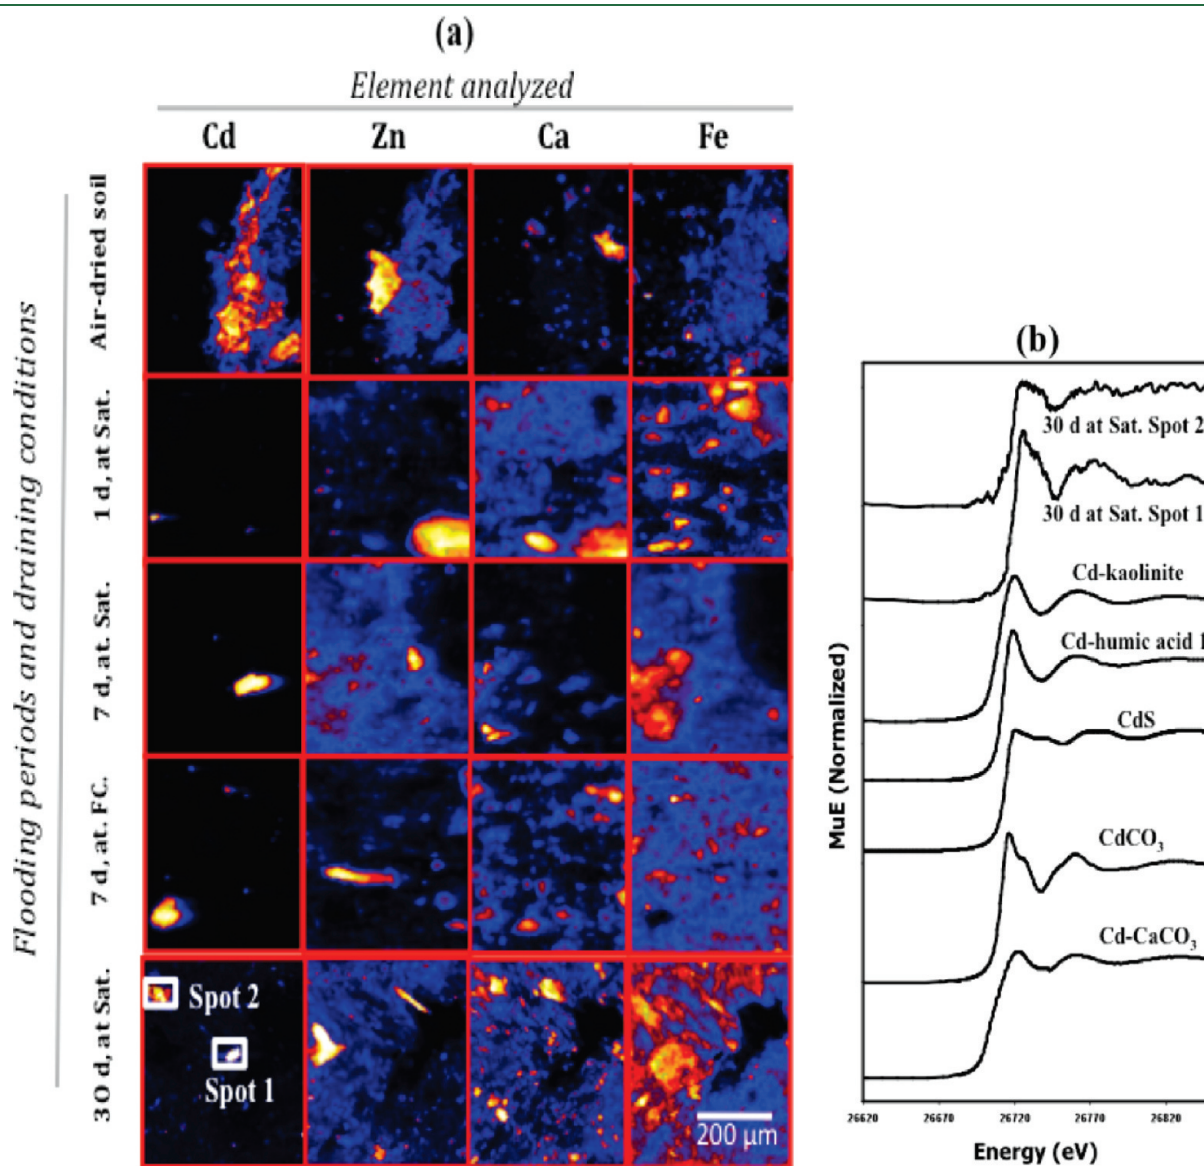 (a)
Element analyzed
Cd Zn Ca Fe
Flooding periods and draining conditions
Air-dried soil
1 d, at Sat.
7 d, at. Sat.
7 d, at. FC.
30 d, at Sat.
Spot 2
Spot 1
200 µm
(b)
30 d at Sat. Spot 2
30 d at Sat. Spot 1
Cd-kaolinite
Cd-humic acid 1
CdS
CdCO₃
Cd-CaCO₃
MuE (Normalized)
26620 26670 26720 26770 26820
Energy (eV)